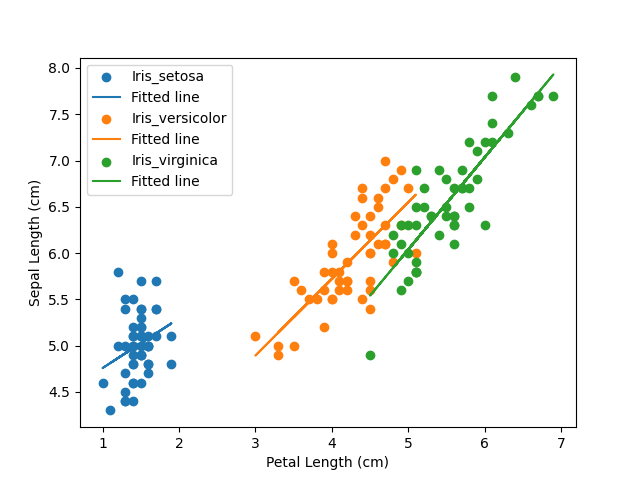 8.0
7.5
7.0
6.5
6.0
5.5
5.0
4.5
Sepal Length (cm)
Iris_setosa
Fitted line
Iris_versicolor
Fitted line
Iris_virginica
Fitted line
1 2 3 4 5 6 7
Petal Length (cm)